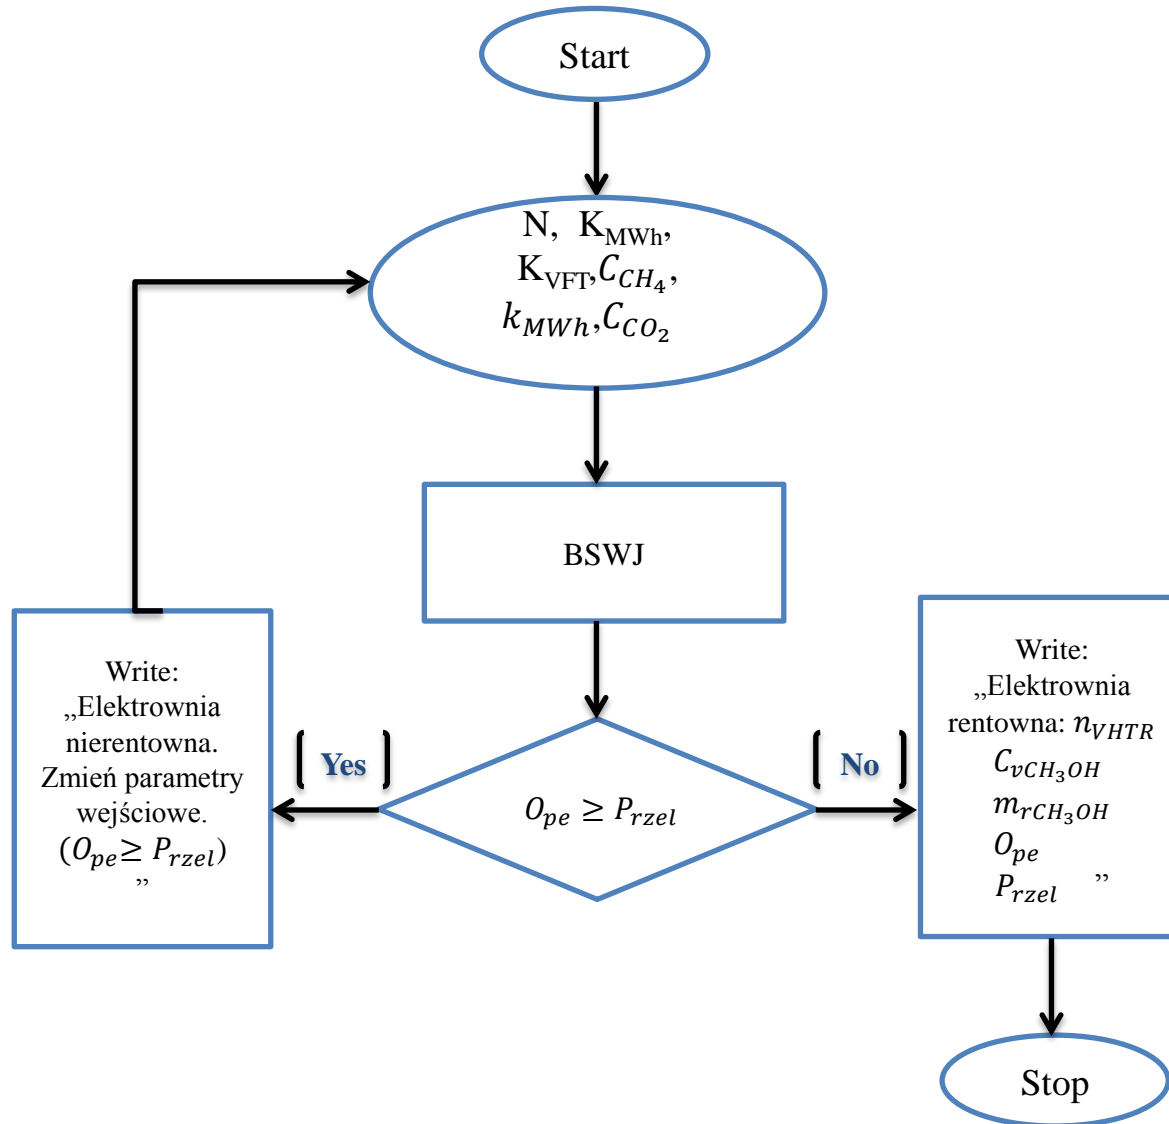 Start
N, K_MWh,
K_VFT,C_CH₄,
k_MWh,C_CO₂
BSWJ
Write:
„Elektrownia
nierentowna.
Zmień parametry
wejściowe.
(O_pe≥ P_rzel)
”
Yes
O_pe ≥ P_rzel
No
Write:
„Elektrownia
rentowna: n_VHTR
C_vCH₃OH
m_rCH₃OH
O_pe
P_rzel ”
Stop